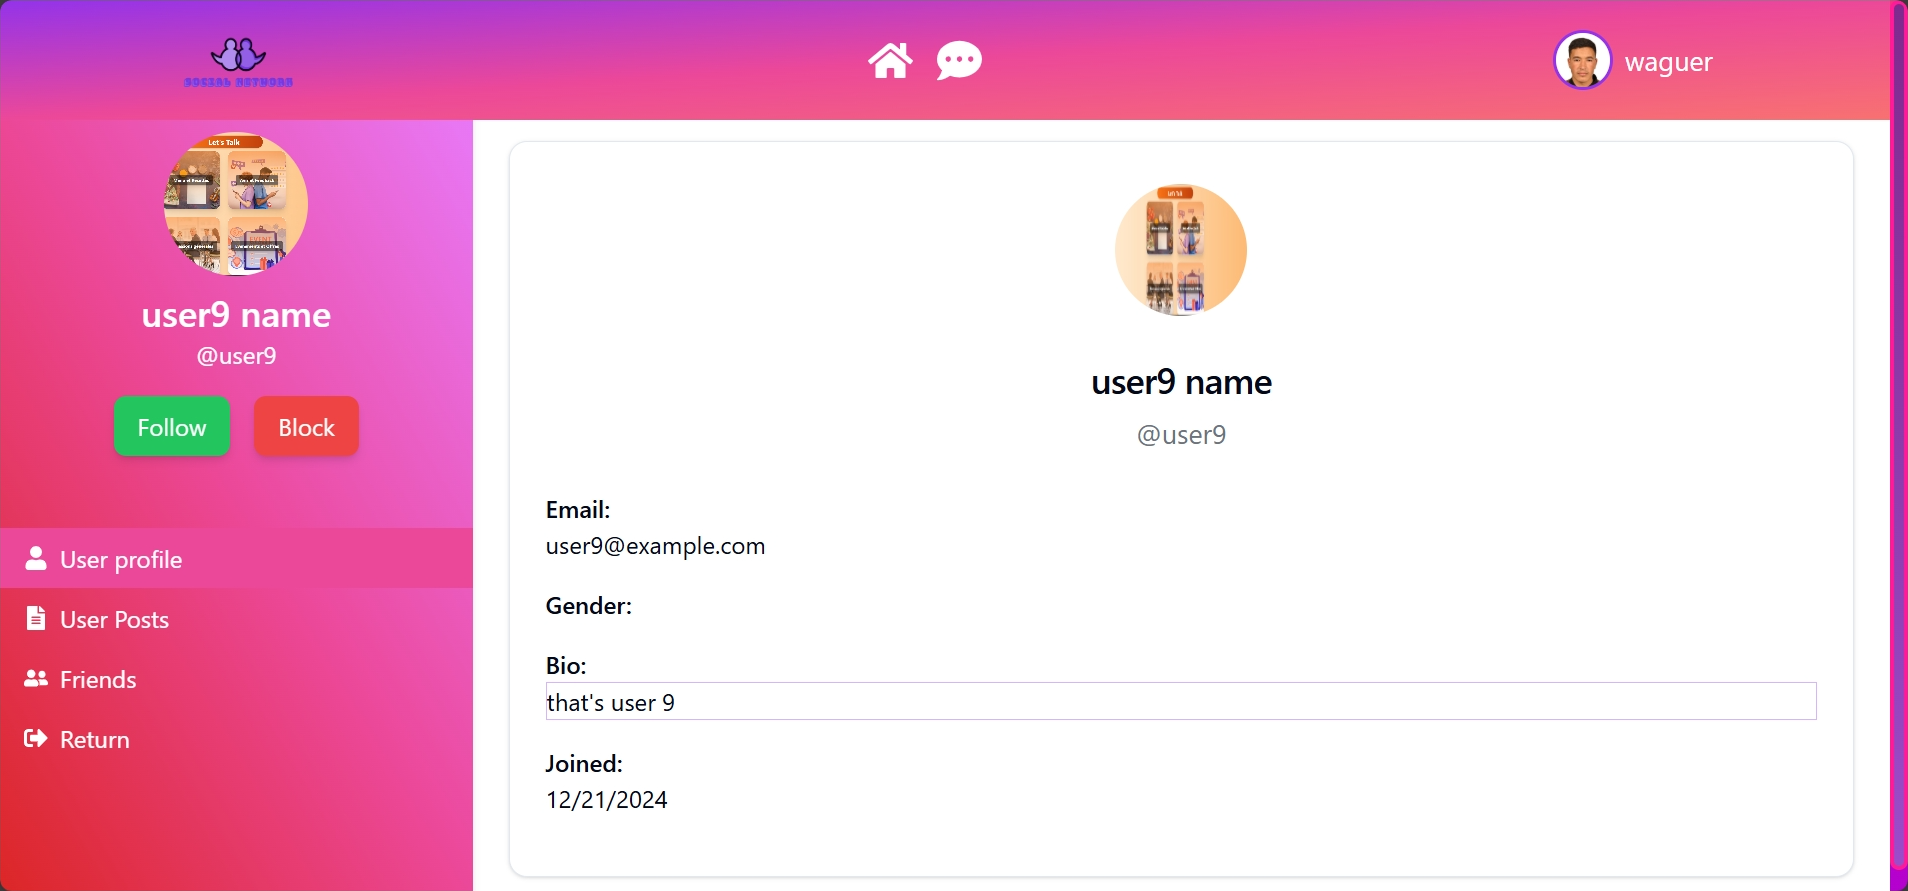 SOCIAL NETWORK
waguer
Let's Talk
user9 name
@user9
Follow
Block
User profile
User Posts
Friends
Return
user9 name
@user9
Email:
user9@example.com
Gender:
Bio:
that's user 9
Joined:
12/21/2024